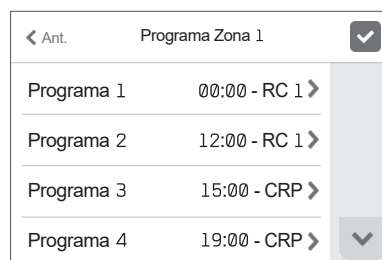 Ant. Programa Zona 1
Programa 1 00:00 - RC 1
Programa 2 12:00 - RC 1
Programa 3 15:00 - CRP
Programa 4 19:00 - CRP